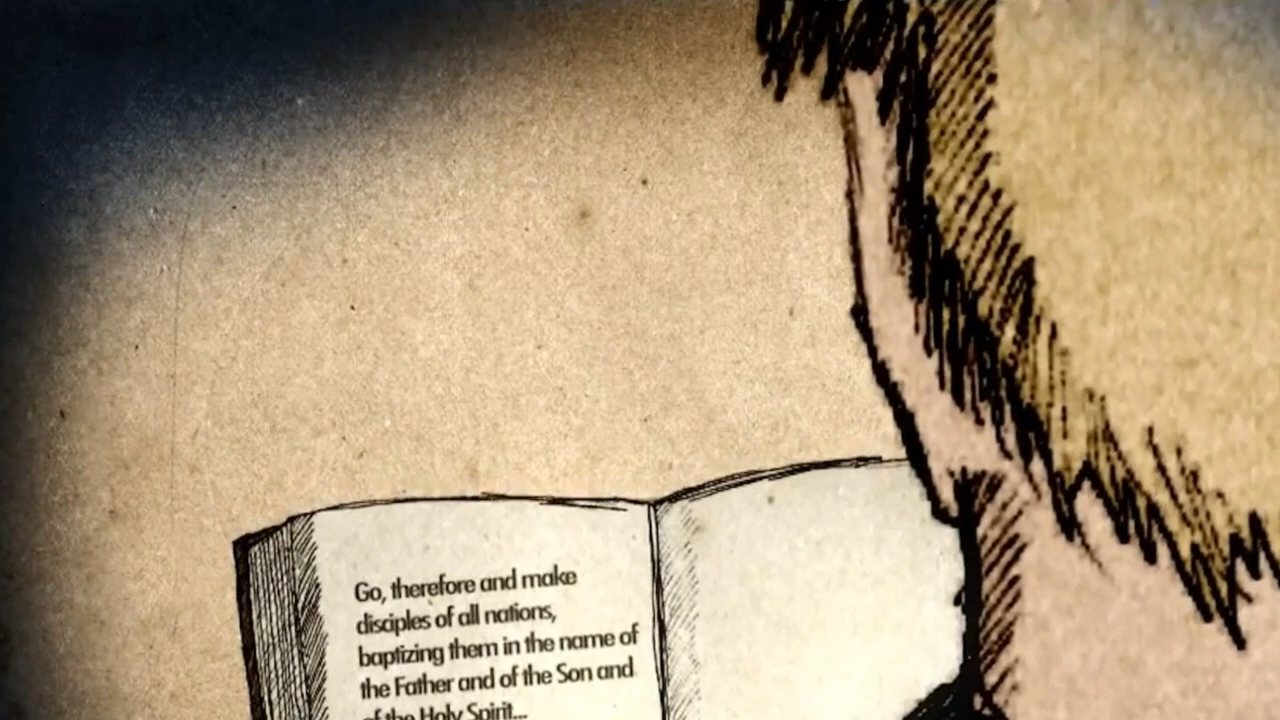 Go, therefore and make
disciples of all nations,
baptizing them in the name of
the Father and of the Son and
of the Holy Spirit...